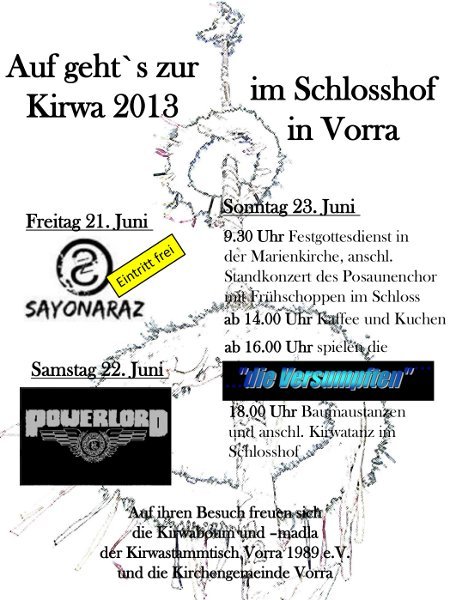 Auf geht`s zur
Kirwa 2013
im Schlosshof
in Vorra
Freitag 21. Juni
SAYONARAZ
Eintritt frei
Samstag 22. Juni
POWERLORD
Sonntag 23. Juni
9.30 Uhr Festgottesdienst in
der Marienkirche, anschl.
Standkonzert des Posaunenchor
mit Frühschoppen im Schloss
ab 14.00 Uhr Kaffee und Kuchen
ab 16.00 Uhr spielen die
"die Versumpften"
18.00 Uhr Baumaustanzen
und anschl. Kirwatanz im
Schlosshof
Auf ihren Besuch freuen sich
die Kirwaboum und –madla
der Kirwastammtisch Vorra 1989 e.V.
und die Kirchengemeinde Vorra